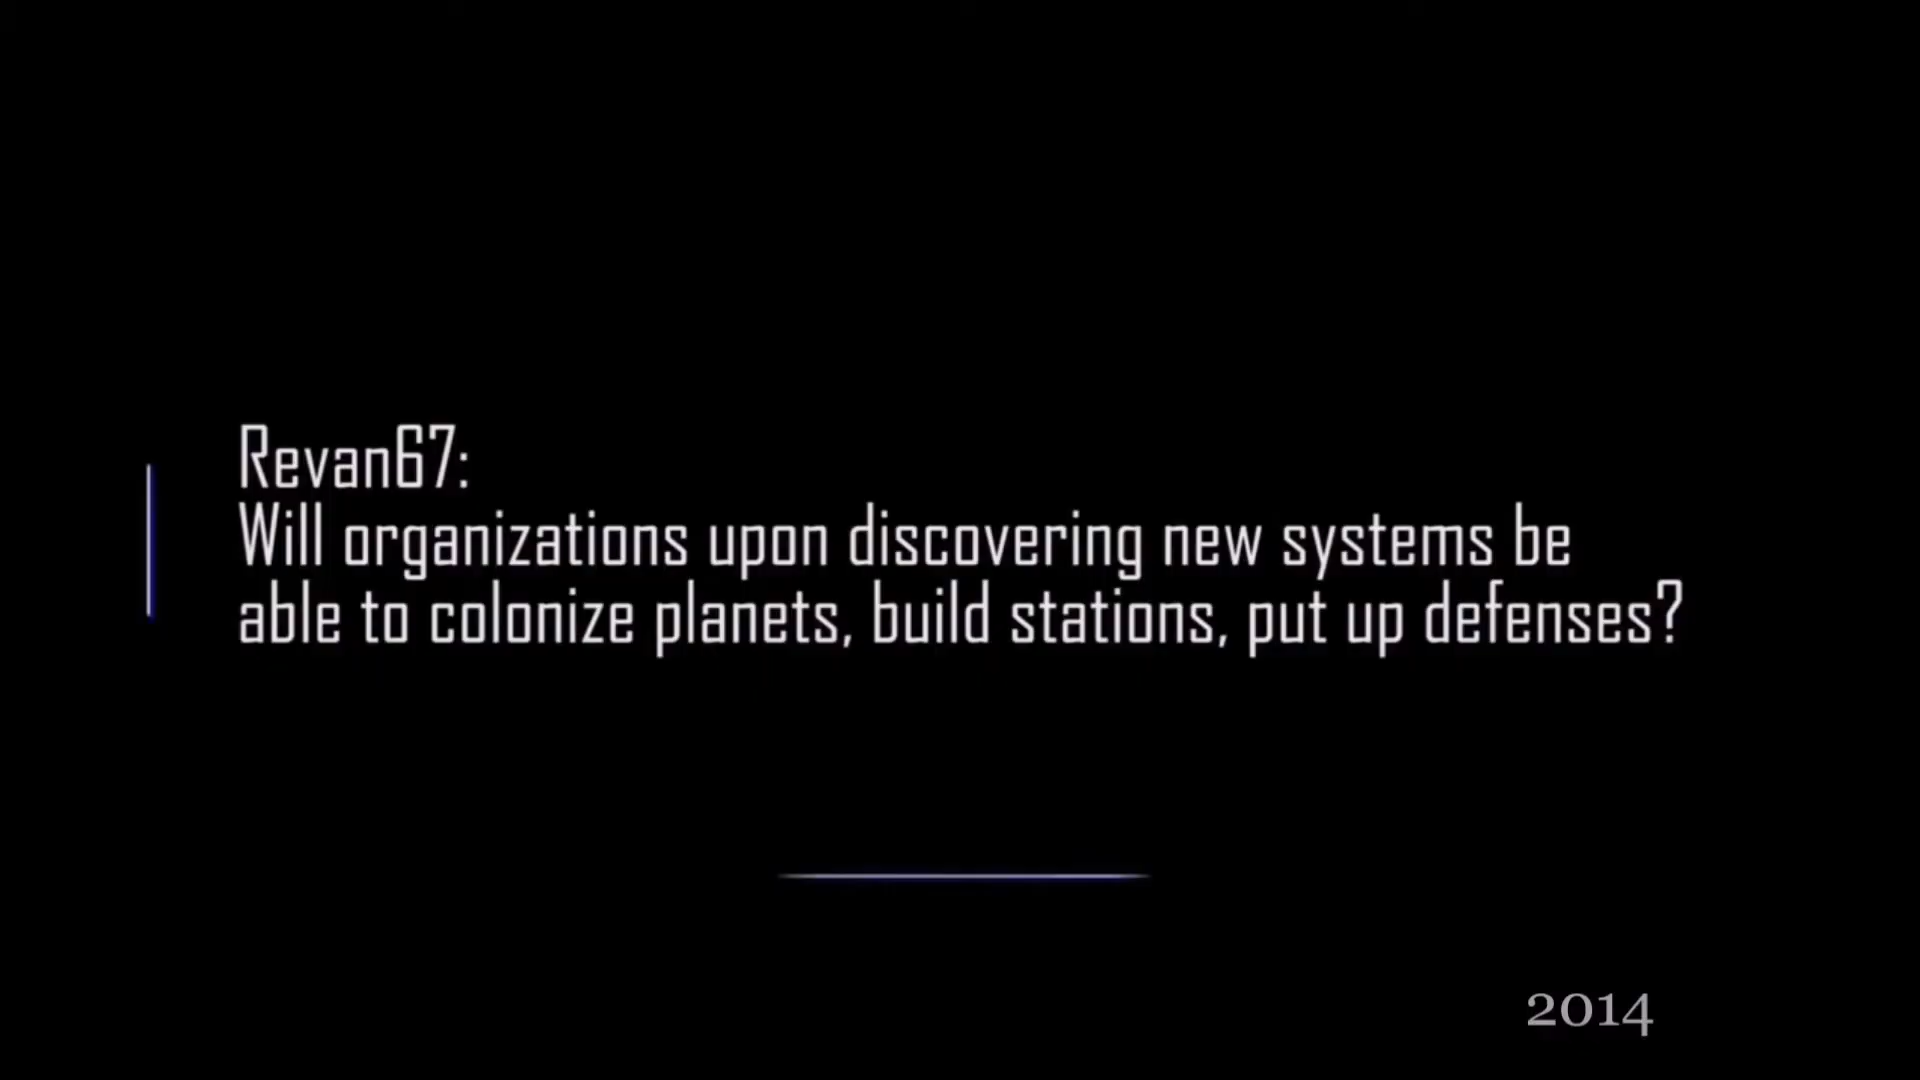 Revan67:
Will organizations upon discovering new systems be
able to colonize planets, build stations, put up defenses?
2014